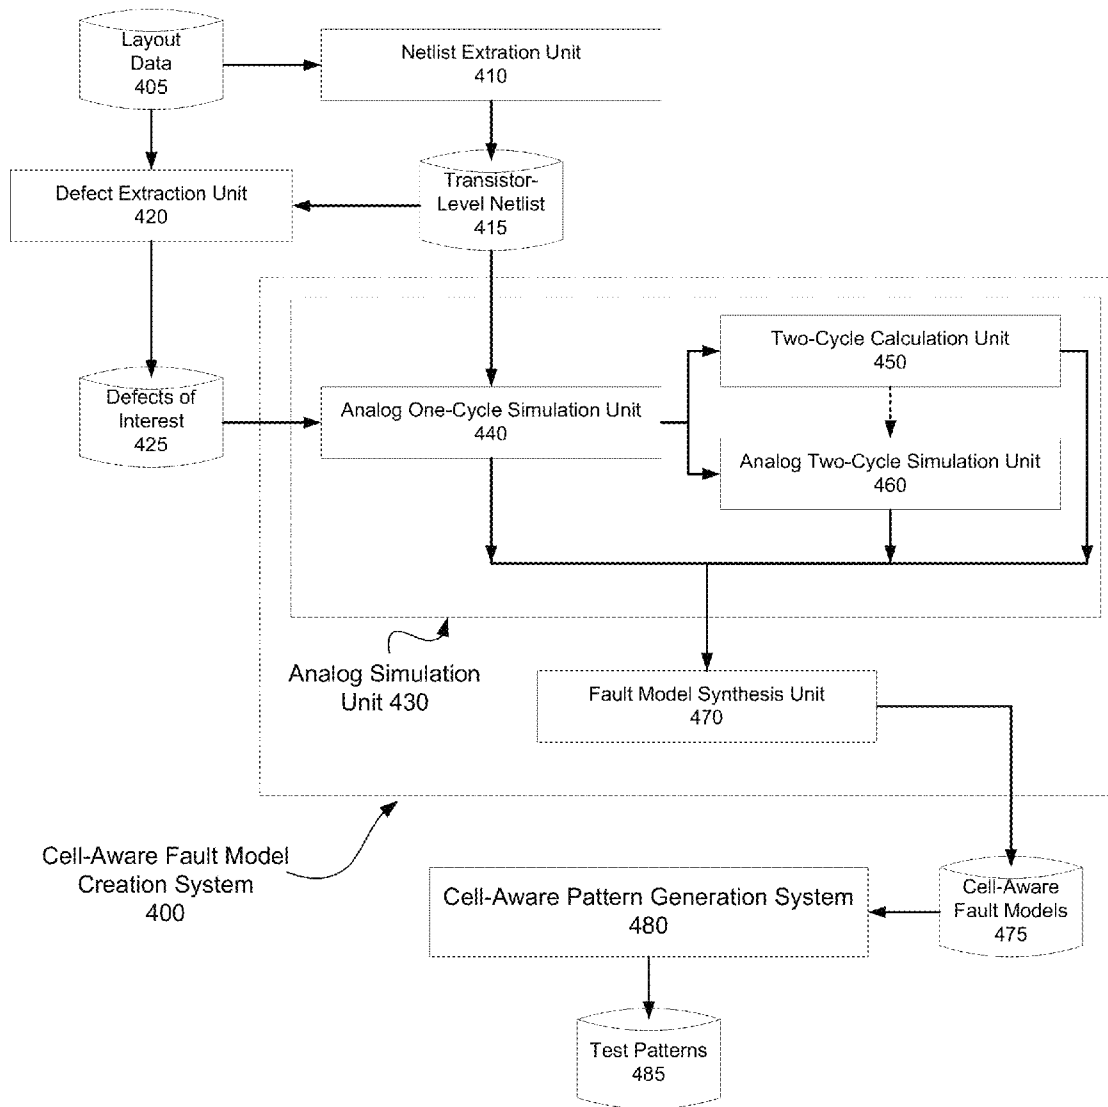 Layout
Data
405
Netlist Extration Unit
410
Defect Extraction Unit
420
Transistor-
Level Netlist
415
Two-Cycle Calculation Unit
450
Defects of
Interest
425
Analog One-Cycle Simulation Unit
440
Analog Two-Cycle Simulation Unit
460
Analog Simulation
Unit 430
Fault Model Synthesis Unit
470
Cell-Aware Fault Model
Creation System
400
Cell-Aware Pattern Generation System
480
Cell-Aware
Fault Models
475
Test Patterns
485